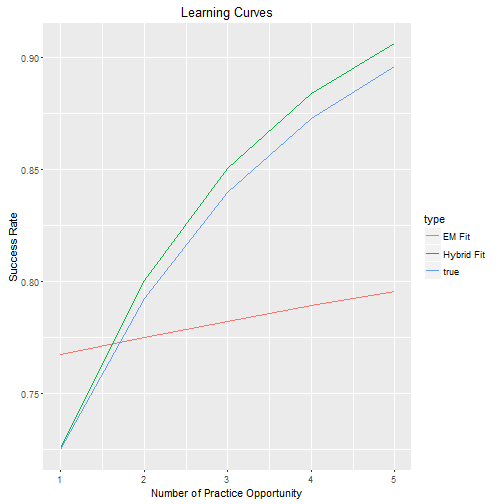 Learning Curves
0.90
0.85
0.80
0.75
Success Rate
1 2 3 4 5
Number of Practice Opportunity
type
EM Fit
Hybrid Fit
true